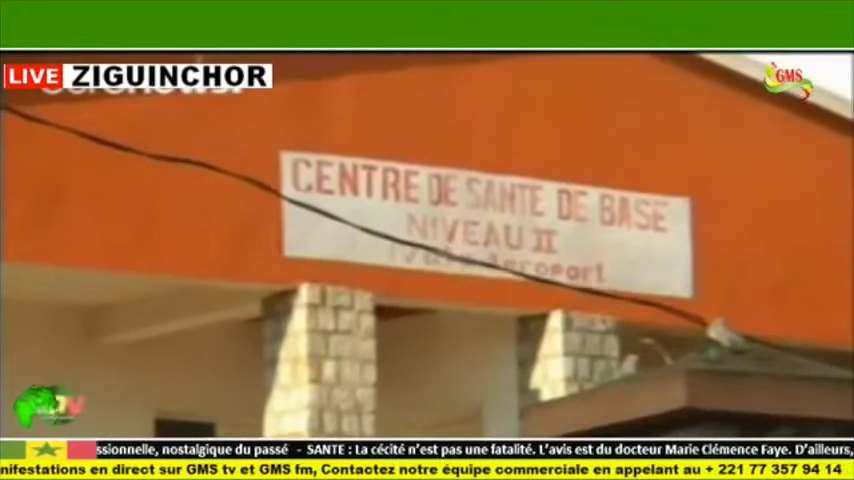 LIVE ZIGUINCHOR
GMS
CENTRE DE SANTE DE BASE
NIVEAU II
Ivato Aeroport
TV
ssionnelle, nostalgique du passé - SANTE : La cécité n'est pas une fatalité. L'avis est du docteur Marie Clémence Faye. D'ailleurs,
nifestations en direct sur GMS tv et GMS fm, Contactez notre équipe commerciale en appelant au + 221 77 357 94 14